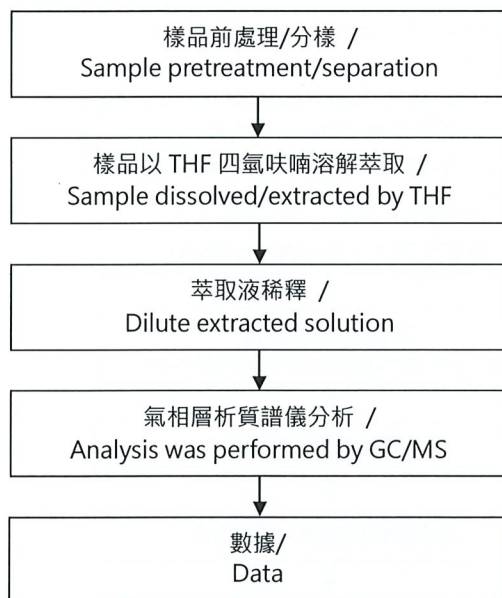 樣品前處理/分樣 /
Sample pretreatment/separation
樣品以 THF 四氫呋喃溶解萃取 /
Sample dissolved/extracted by THF
萃取液稀釋 /
Dilute extracted solution
氣相層析質譜儀分析 /
Analysis was performed by GC/MS
數據/
Data